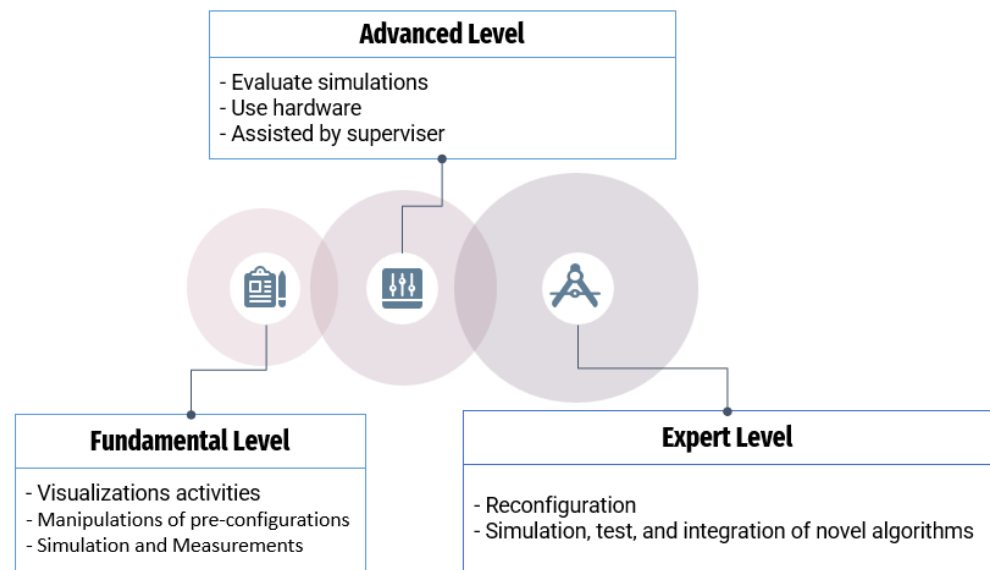 Advanced Level
- Evaluate simulations
- Use hardware
- Assisted by superviser
Fundamental Level
- Visualizations activities
- Manipulations of pre-configurations
- Simulation and Measurements
Expert Level
- Reconfiguration
- Simulation, test, and integration of novel algorithms